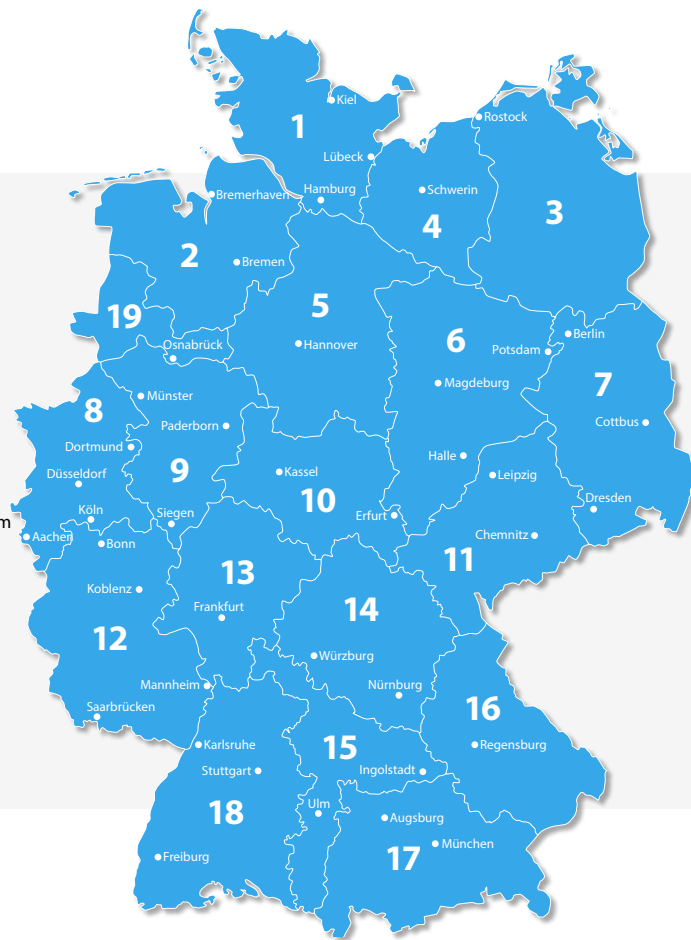 Kiel
1
Rostock
Lübeck
Hamburg
Schwerin
Bremerhaven
3
4
2
Bremen
5
19
Berlin
Osnabrück
Hannover
6
Potsdam
7
Magdeburg
Münster
8
Cottbus
Paderborn
Dortmund
Halle
9
Kassel
Leipzig
Düsseldorf
10
Dresden
Köln
Siegen
Erfurt
m
Aachen
Bonn
Chemnitz
11
13
Koblenz
Frankfurt
14
12
Würzburg
Mannheim
Nürnburg
Saarbrücken
16
Karlsruhe
15
Regensburg
Stuttgart
Ingolstadt
Ulm
18
Augsburg
München
17
Freiburg